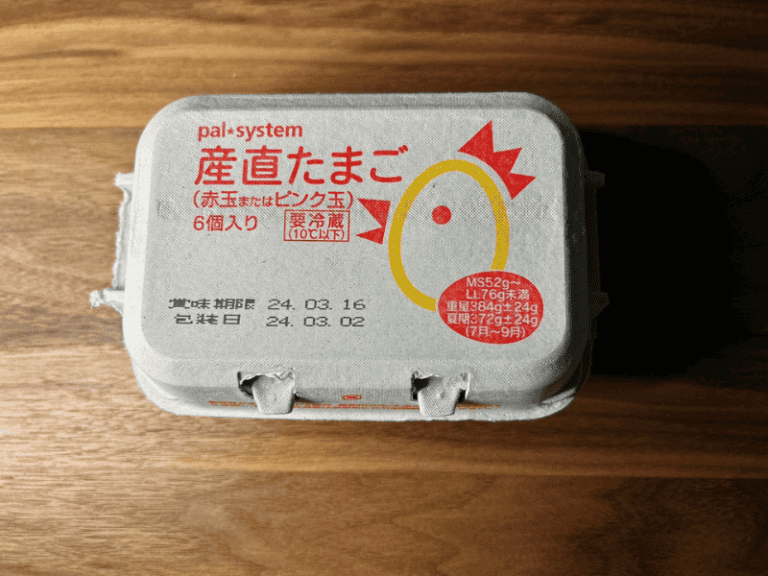 pal★system
産直たまご
(赤玉またはピンク玉)
6個入り
要冷蔵
(10℃以下)
賞味期限 24. 03. 16
包装日 24. 03. 02
MS52g〜
LL76g未満
重量384g±24g
夏期372g±24g
(7月〜9月)